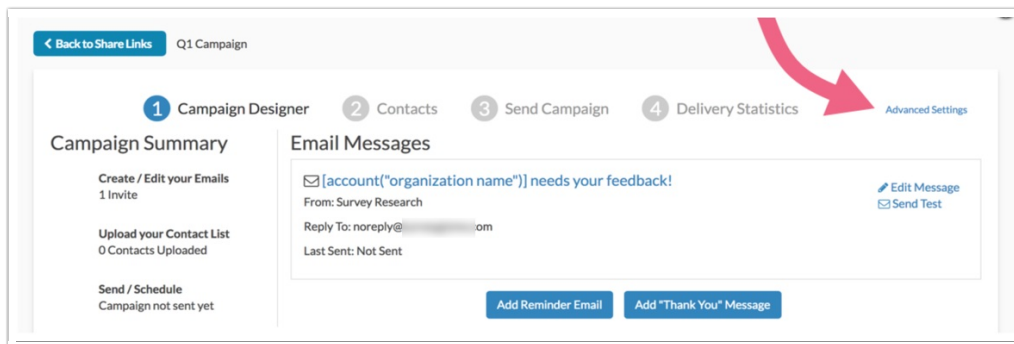 Back to Share Links
Q1 Campaign
1 Campaign Designer
2 Contacts
3 Send Campaign
4 Delivery Statistics
Advanced Settings
Campaign Summary
Create / Edit your Emails
1 Invite
Upload your Contact List
0 Contacts Uploaded
Send / Schedule
Campaign not sent yet
Email Messages
[account("organization name")] needs your feedback!
From: Survey Research
Reply To: noreply@ om
Last Sent: Not Sent
Edit Message
Send Test
Add Reminder Email
Add "Thank You" Message